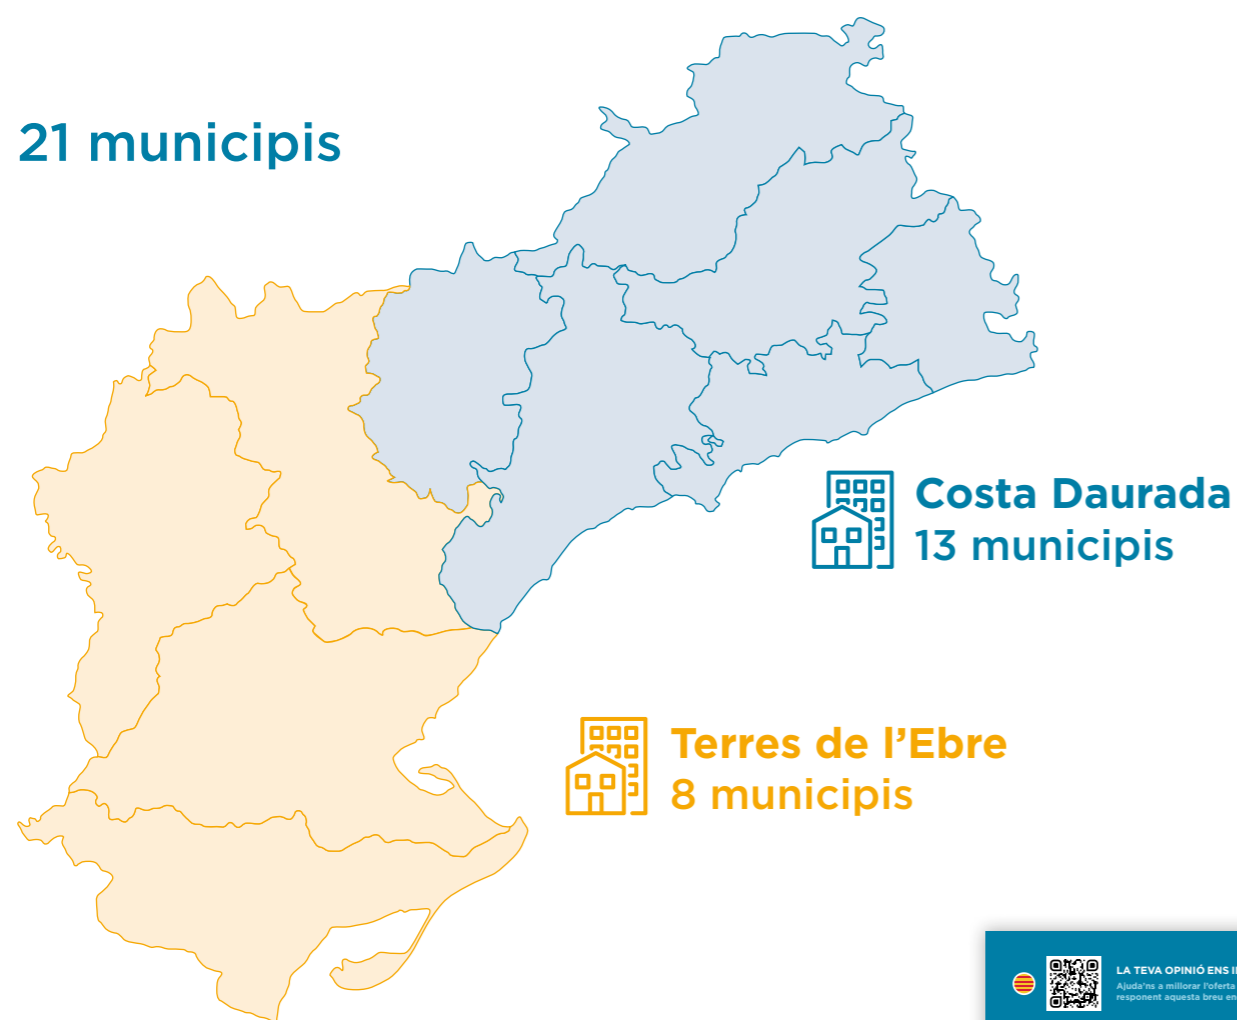 21 municipis
Costa Daurada
13 municipis
Terres de l’Ebre
8 municipis
LA TEVA OPINIÓ ENS
Ajuda'ns a millorar l'oferta
responent aquesta breu